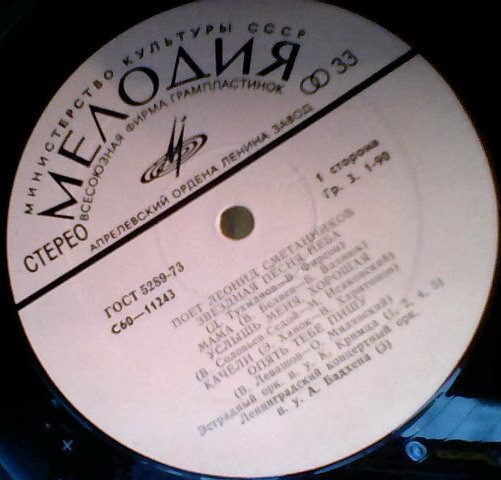 МИНИСТЕРСТВО КУЛЬТУРЫ СССР
МЕЛОДИЯ
ВСЕСОЮЗНАЯ ФИРМА ГРАМПЛАСТИНОК
33
СТЕРЕО
АПРЕЛЕВСКИЙ ОРДЕНА ЛЕНИНА ЗАВОД
ГОСТ 5289-73
С60—11243
1 сторона
Гр. 3. 1-90
ПОЕТ ЛЕОНИД СМЕТАННИКОВ
ЗВЕЗДНАЯ ПЕСНЯ НЕБА
(Д. Тухманов—В. Фирсов)
МАМА (В. Беляев—В. Балачан)
УСЛЫШЬ МЕНЯ, ХОРОШАЯ
(В. Соловьев-Седой—М. Исаковский)
КАЧЕЛИ (Э. Ханок—В. Харитонов)
ОПЯТЬ ТЕБЕ ПИШУ
(В. Левашов—О. Милявский)
Эстрадный орк. п. у. К. Кримца (1, 2, 4, 5)
Ленинградский концертный орк.
п. у. А. Бадхена (3)